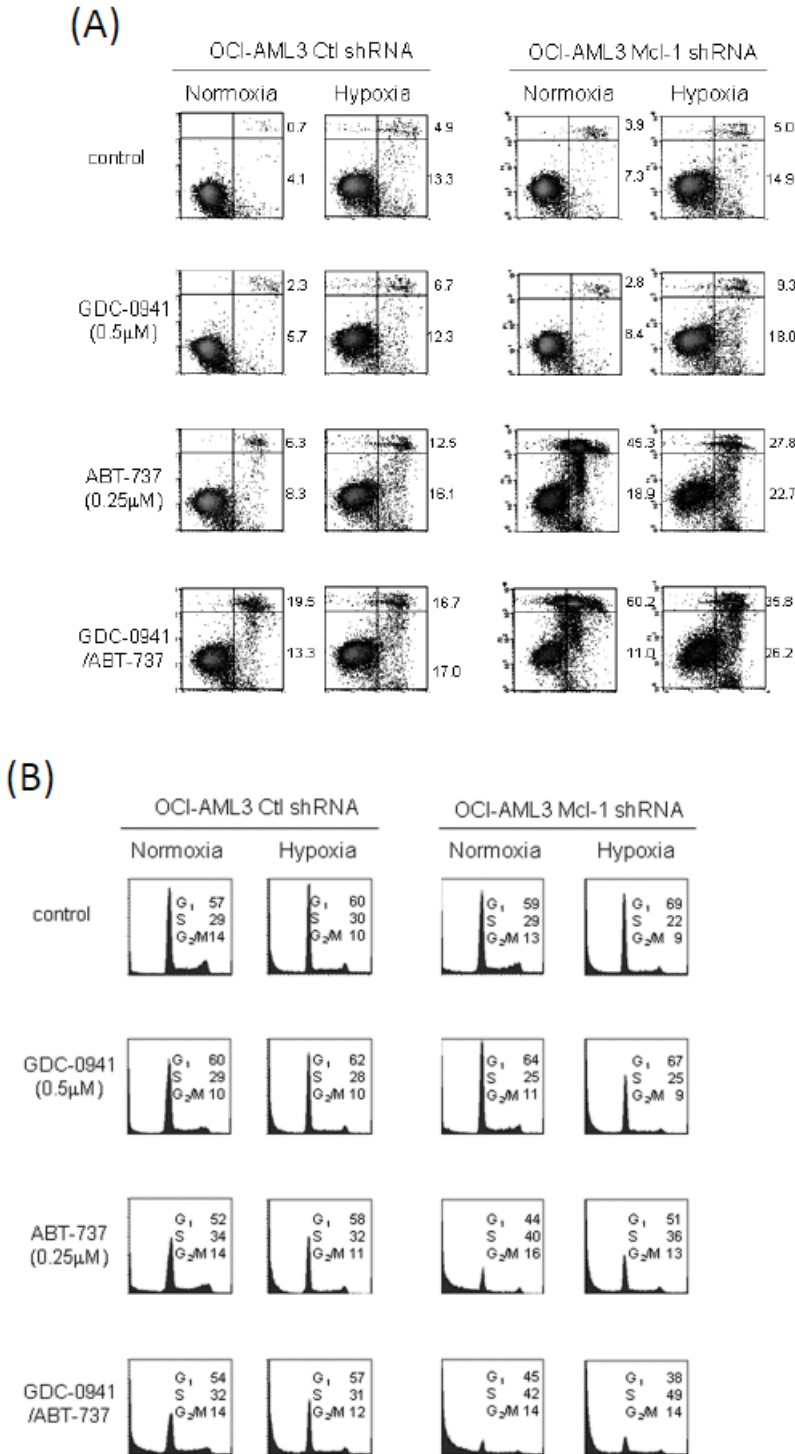 (A)
OCI-AML3 Ctl shRNA OCI-AML3 Mcl-1 shRNA
Normoxia Hypoxia Normoxia Hypoxia
control
0.7 4.9 3.9 5.0
4.1 13.3 7.3 14.9
GDC-0941
(0.5μM)
2.3 6.7 2.8 9.3
5.7 12.3 8.4 18.0
ABT-737
(0.25μM)
6.3 12.5 45.3 27.8
8.3 16.1 18.9 22.7
GDC-0941
/ABT-737
19.5 16.7 60.2 35.8
13.3 17.0 11.0 26.2
(B)
OCI-AML3 Ctl shRNA OCI-AML3 Mcl-1 shRNA
Normoxia Hypoxia Normoxia Hypoxia
control
G1 57 G1 60 G1 59 G1 69
S 29 S 30 S 29 S 22
G2/M 14 G2/M 10 G2/M 13 G2/M 9
GDC-0941
(0.5μM)
G1 60 G1 62 G1 64 G1 67
S 29 S 28 S 25 S 25
G2/M 10 G2/M 10 G2/M 11 G2/M 9
ABT-737
(0.25μM)
G1 52 G1 58 G1 44 G1 51
S 34 S 32 S 40 S 36
G2/M 14 G2/M 11 G2/M 16 G2/M 13
GDC-0941
/ABT-737
G1 54 G1 57 G1 45 G1 38
S 32 S 31 S 42 S 49
G2/M 14 G2/M 12 G2/M 14 G2/M 14